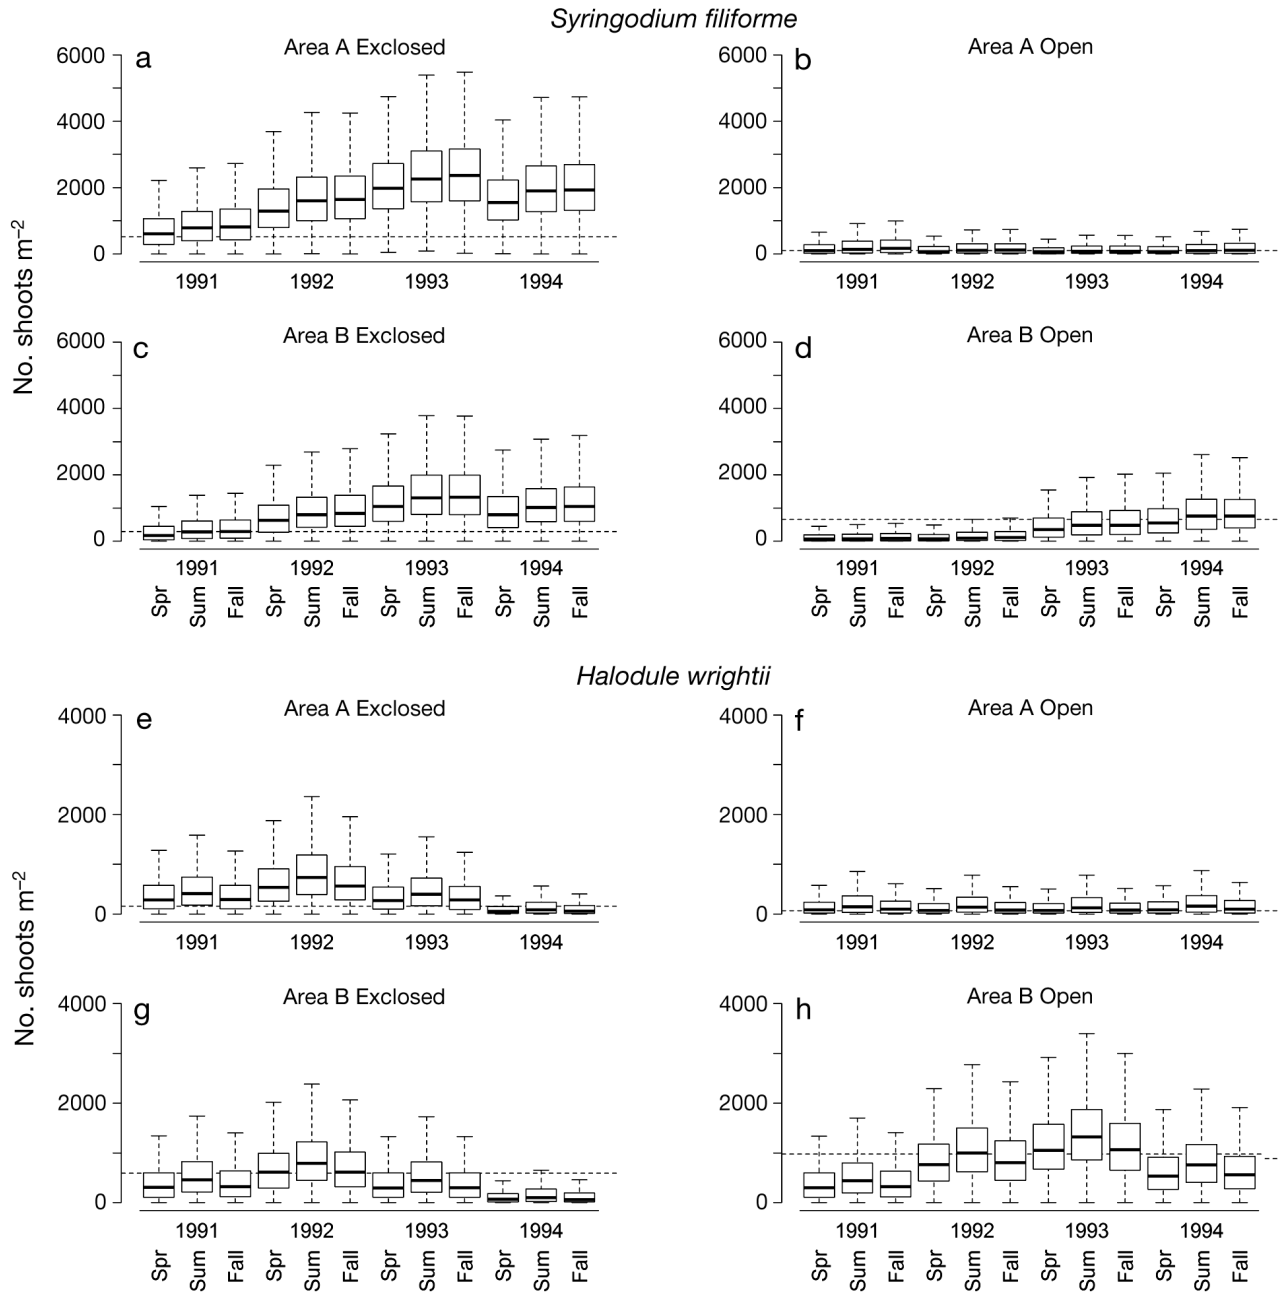 Syringodium filiforme
a
Area A Exclosed
6000
4000
2000
0
1991 1992 1993 1994
b
Area A Open
6000
4000
2000
0
1991 1992 1993 1994
No. shoots m⁻²
c
Area B Exclosed
6000
4000
2000
0
1991 1992 1993 1994
Spr Sum Fall Spr Sum Fall Spr Sum Fall Spr Sum Fall
d
Area B Open
6000
4000
2000
0
1991 1992 1993 1994
Spr Sum Fall Spr Sum Fall Spr Sum Fall Spr Sum Fall
Halodule wrightii
e
Area A Exclosed
4000
2000
0
1991 1992 1993 1994
f
Area A Open
4000
2000
0
1991 1992 1993 1994
No. shoots m⁻²
g
Area B Exclosed
4000
2000
0
1991 1992 1993 1994
Spr Sum Fall Spr Sum Fall Spr Sum Fall Spr Sum Fall
h
Area B Open
4000
2000
0
1991 1992 1993 1994
Spr Sum Fall Spr Sum Fall Spr Sum Fall Spr Sum Fall